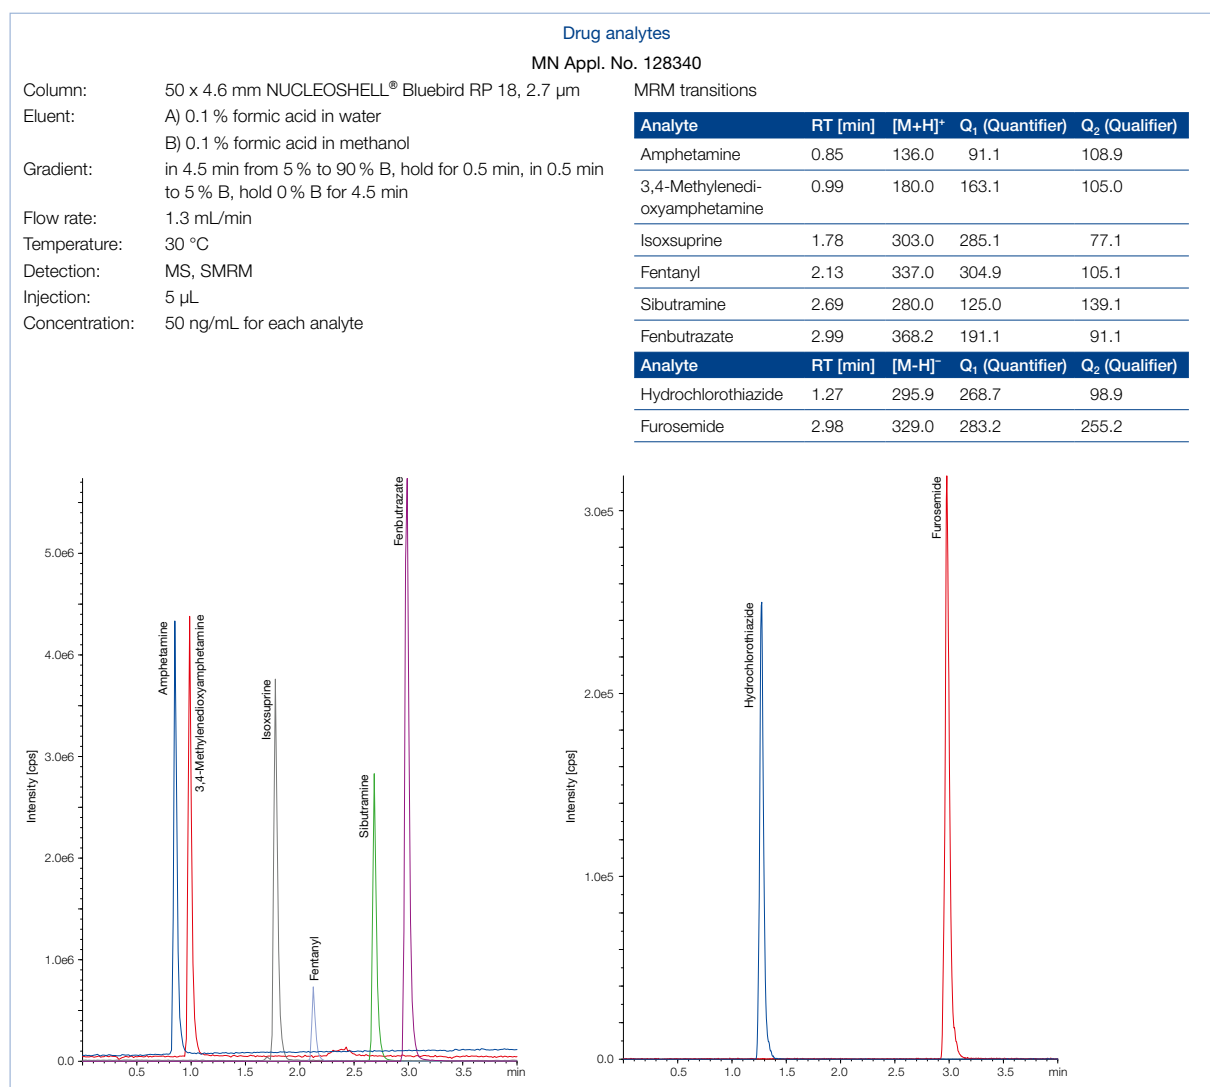 Drug analytes
MN Appl. No. 128340
Column: 50 x 4.6 mm NUCLEOSHELL® Bluebird RP 18, 2.7 µm
Eluent: A) 0.1 % formic acid in water
B) 0.1 % formic acid in methanol
Gradient: in 4.5 min from 5 % to 90 % B, hold for 0.5 min, in 0.5 min
to 5 % B, hold 0 % B for 4.5 min
Flow rate: 1.3 mL/min
Temperature: 30 °C
Detection: MS, SMRM
Injection: 5 µL
Concentration: 50 ng/mL for each analyte
MRM transitions
Analyte RT [min] [M+H]⁺ Q₁ (Quantifier) Q₂ (Qualifier)
Amphetamine 0.85 136.0 91.1 108.9
3,4-Methylenedi-
oxyamphetamine 0.99 180.0 163.1 105.0
Isoxsuprine 1.78 303.0 285.1 77.1
Fentanyl 2.13 337.0 304.9 105.1
Sibutramine 2.69 280.0 125.0 139.1
Fenbutrazate 2.99 368.2 191.1 91.1
Analyte RT [min] [M-H]⁻ Q₁ (Quantifier) Q₂ (Qualifier)
Hydrochlorothiazide 1.27 295.9 268.7 98.9
Furosemide 2.98 329.0 283.2 255.2
Intensity [cps]
5.0e6
4.0e6
3.0e6
2.0e6
1.0e6
0.0
Amphetamine
3,4-Methylenedioxyamphetamine
Isoxsuprine
Fentanyl
Sibutramine
Fenbutrazate
0.5 1.0 1.5 2.0 2.5 3.0 3.5 min
Intensity [cps]
3.0e5
2.0e5
1.0e5
0.0
Hydrochlorothiazide
Furosemide
0.5 1.0 1.5 2.0 2.5 3.0 3.5 min